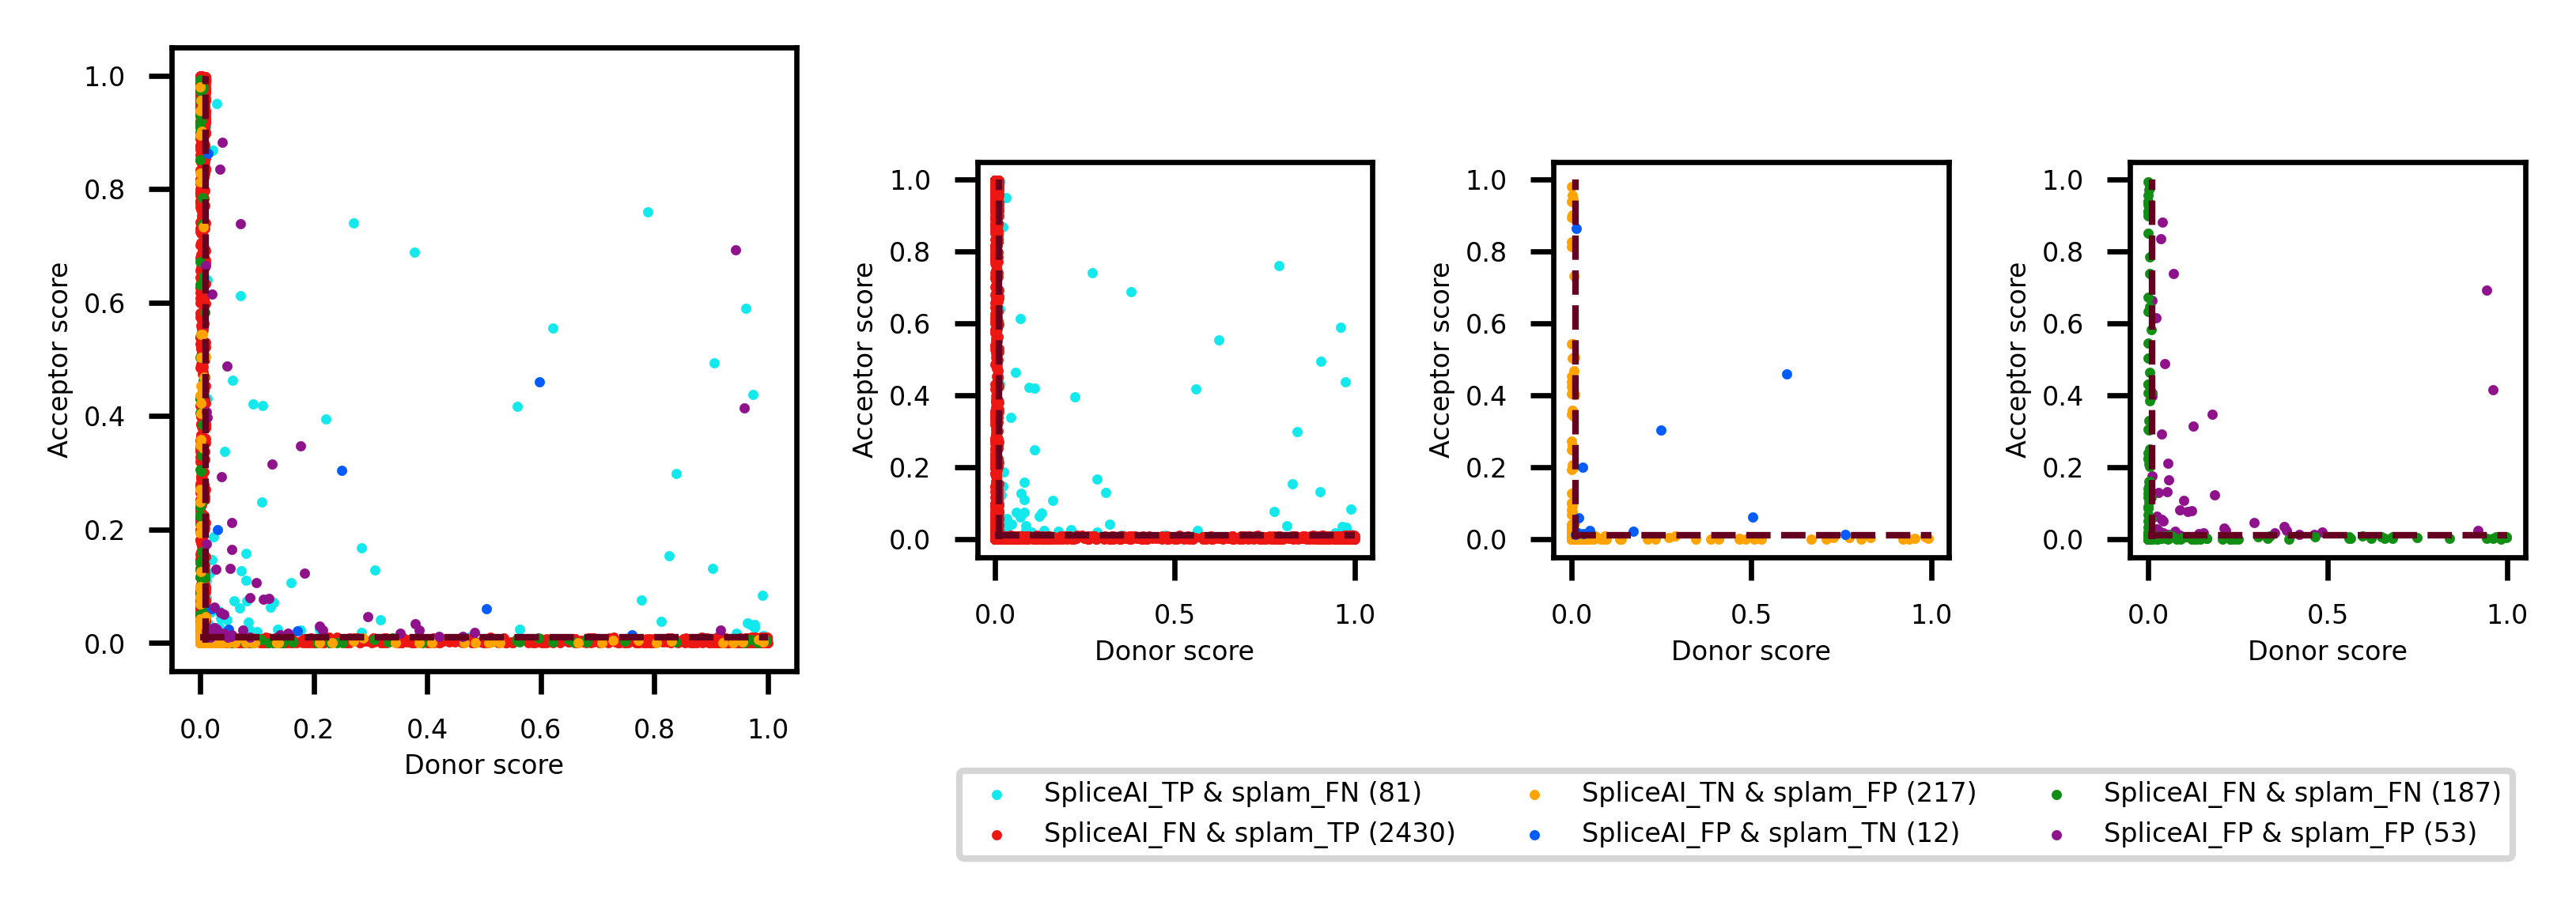 1.0
0.8
0.6
0.4
0.2
0.0
Acceptor score
0.0 0.2 0.4 0.6 0.8 1.0
Donor score
1.0
0.8
0.6
0.4
0.2
0.0
Acceptor score
0.0 0.5 1.0
Donor score
1.0
0.8
0.6
0.4
0.2
0.0
Acceptor score
0.0 0.5 1.0
Donor score
1.0
0.8
0.6
0.4
0.2
0.0
Acceptor score
0.0 0.5 1.0
Donor score
SpliceAI_TP & splam_FN (81)
SpliceAI_FN & splam_TP (2430)
SpliceAI_TN & splam_FP (217)
SpliceAI_FP & splam_TN (12)
SpliceAI_FN & splam_FN (187)
SpliceAI_FP & splam_FP (53)